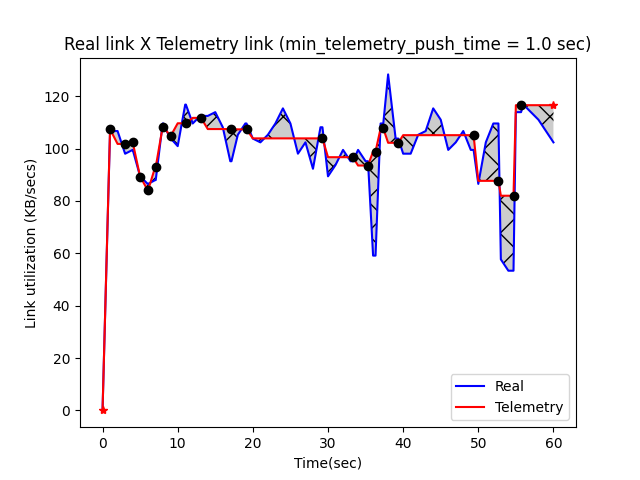 Real link X Telemetry link (min_telemetry_push_time = 1.0 sec)
120
100
80
60
40
20
0
Link utilization (KB/secs)
Real
Telemetry
0 10 20 30 40 50 60
Time(sec)